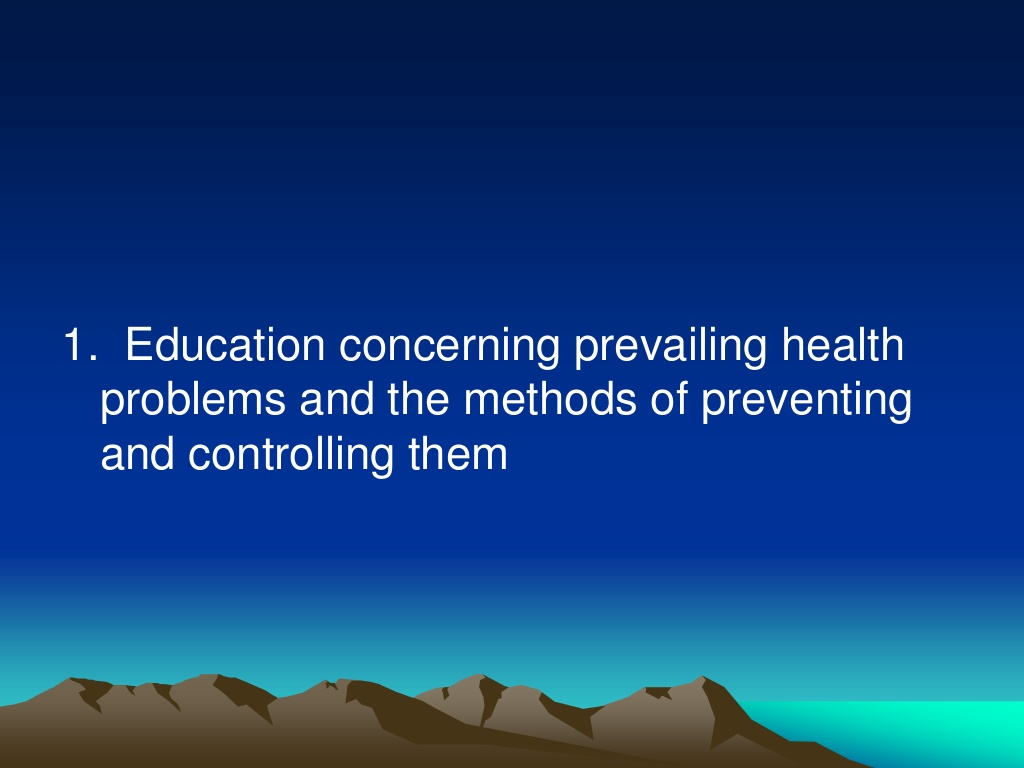 1. Education concerning prevailing health
problems and the methods of preventing
and controlling them